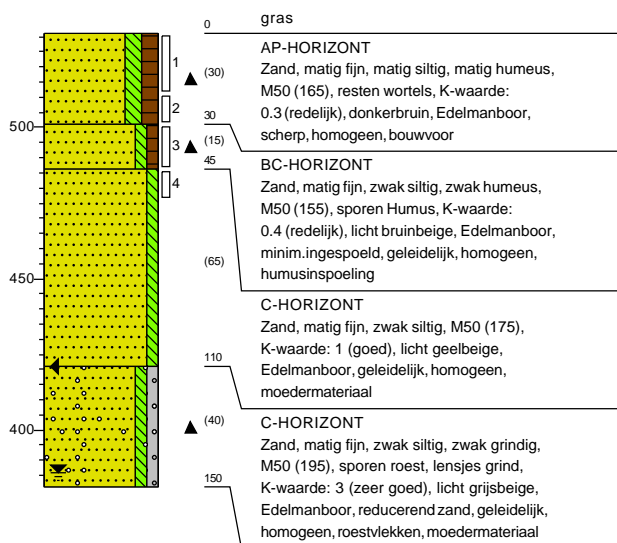 0
gras
AP-HORIZONT
Zand, matig fijn, matig siltig, matig humeus,
M50 (165), resten wortels, K-waarde:
0.3 (redelijk), donkerbruin, Edelmanboor,
scherp, homogeen, bouwvoor
1
(30)
2
500
30
3
(15)
BC-HORIZONT
45
4
Zand, matig fijn, zwak siltig, zwak humeus,
M50 (155), sporen Humus, K-waarde:
0.4 (redelijk), licht bruinbeige, Edelmanboor,
minim.ingespoeld, geleidelijk, homogeen,
humusinspoeling
(65)
450
C-HORIZONT
Zand, matig fijn, zwak siltig, M50 (175),
K-waarde: 1 (goed), licht geelbeige,
Edelmanboor, geleidelijk, homogeen,
moedermateriaal
110
(40)
400
C-HORIZONT
Zand, matig fijn, zwak siltig, zwak grindig,
M50 (195), sporen roest, lensjes grind,
K-waarde: 3 (zeer goed), licht grijsbeige,
Edelmanboor, reducerend zand, geleidelijk,
homogeen, roestvlekken, moedermateriaal
150